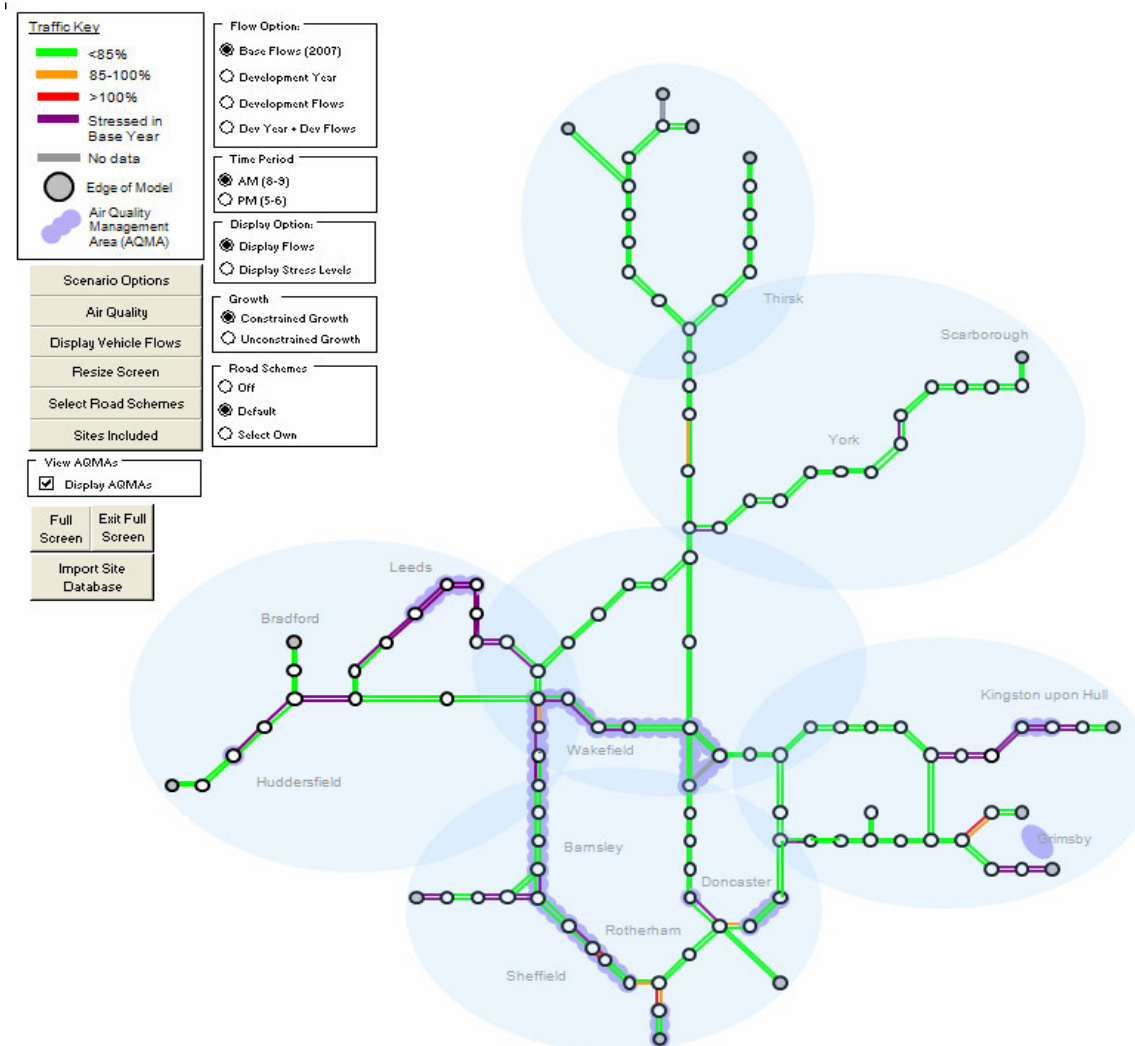 Traffic Key
<85%
85-100%
>100%
Stressed in
Base Year
No data
Edge of Model
Air Quality
Management
Area (AQMA)
Scenario Options
Air Quality
Display Vehicle Flows
Resize Screen
Select Road Schemes
Sites Included
View AQMAs
Display AQMAs
Full
Screen
Exit Full
Screen
Import Site
Database
Flow Option:
Base Flows (2007)
Development Year
Development Flows
Dev Year + Dev Flows
Time Period
AM (8-9)
PM (5-6)
Display Option:
Display Flows
Display Stress Levels
Growth
Constrained Growth
Unconstrained Growth
Road Schemes
Off
Default
Select Own
Thirsk
Scarborough
York
Leeds
Bradford
Kingston upon Hull
Wakefield
Huddersfield
Grimsby
Barnsley
Doncaster
Rotherham
Sheffield